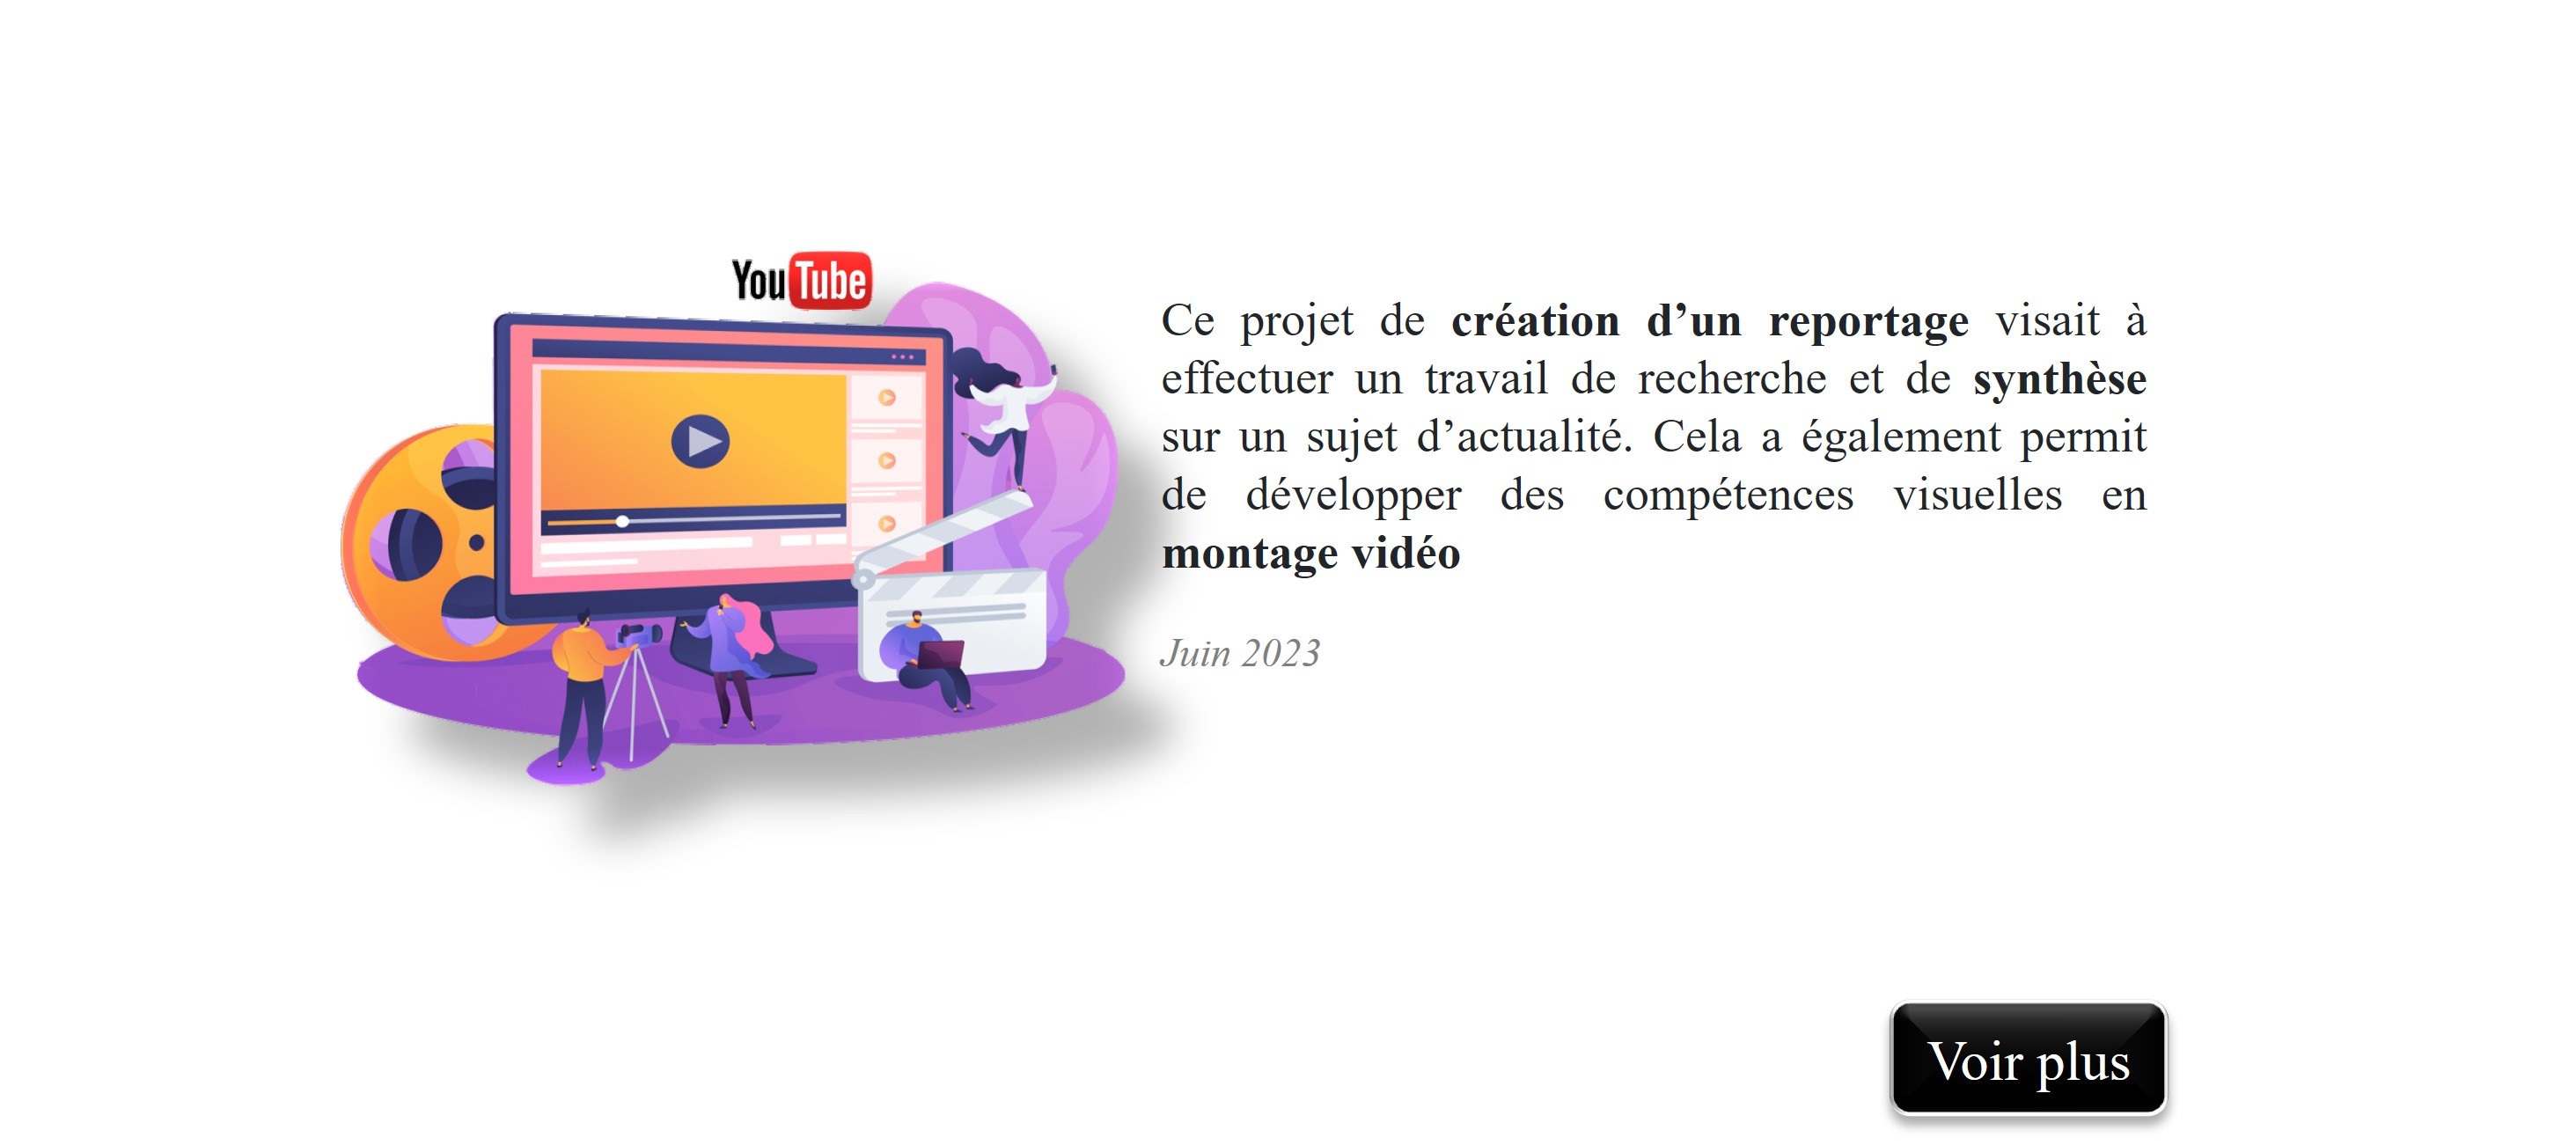 YouTube
Ce projet de création d’un reportage visait à
effectuer un travail de recherche et de synthèse
sur un sujet d’actualité. Cela a également permit
de développer des compétences visuelles en
montage vidéo
Juin 2023
Voir plus